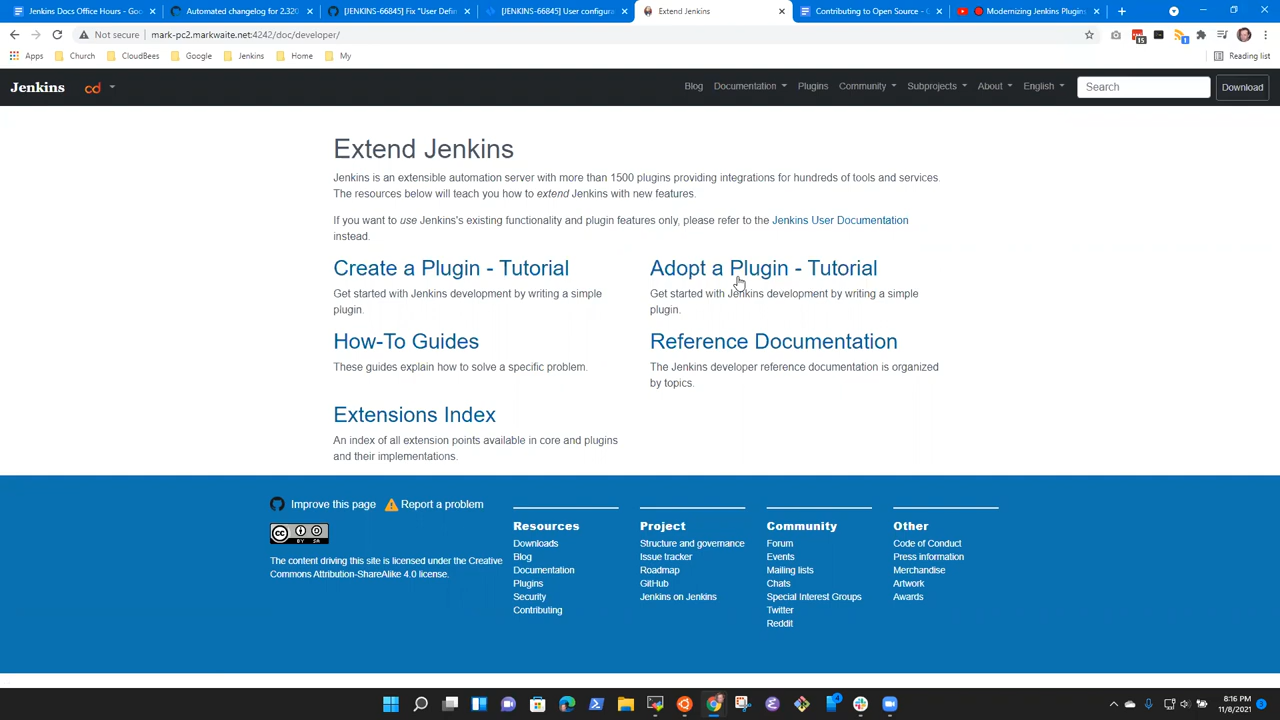 Jenkins Docs Office Hours - Goo
Automated changelog for 2.320
[JENKINS-66845] Fix "User Defin
[JENKINS-66845] User configura
Extend Jenkins
Contributing to Open Source - G
Modernizing Jenkins Plugins
Not secure
mark-pc2.markwaite.net:4242/doc/developer/
15
1
Apps
Church
CloudBees
Google
Jenkins
Home
My
Reading list
Jenkins
cd
Blog
Documentation
Plugins
Community
Subprojects
About
English
Search
Download
Extend Jenkins
Jenkins is an extensible automation server with more than 1500 plugins providing integrations for hundreds of tools and services.
The resources below will teach you how to extend Jenkins with new features.
If you want to use Jenkins's existing functionality and plugin features only, please refer to the Jenkins User Documentation
instead.
Create a Plugin - Tutorial
Get started with Jenkins development by writing a simple
plugin.
Adopt a Plugin - Tutorial
Get started with Jenkins development by writing a simple
plugin.
How-To Guides
These guides explain how to solve a specific problem.
Reference Documentation
The Jenkins developer reference documentation is organized
by topics.
Extensions Index
An index of all extension points available in core and plugins
and their implementations.
Improve this page
Report a problem
CC
BY SA
The content driving this site is licensed under the Creative
Commons Attribution-ShareAlike 4.0 license.
Resources
Downloads
Blog
Documentation
Plugins
Security
Contributing
Project
Structure and governance
Issue tracker
Roadmap
GitHub
Jenkins on Jenkins
Community
Forum
Events
Mailing lists
Chats
Special Interest Groups
Twitter
Reddit
Other
Code of Conduct
Press information
Merchandise
Artwork
Awards
8:16 PM
11/8/2021